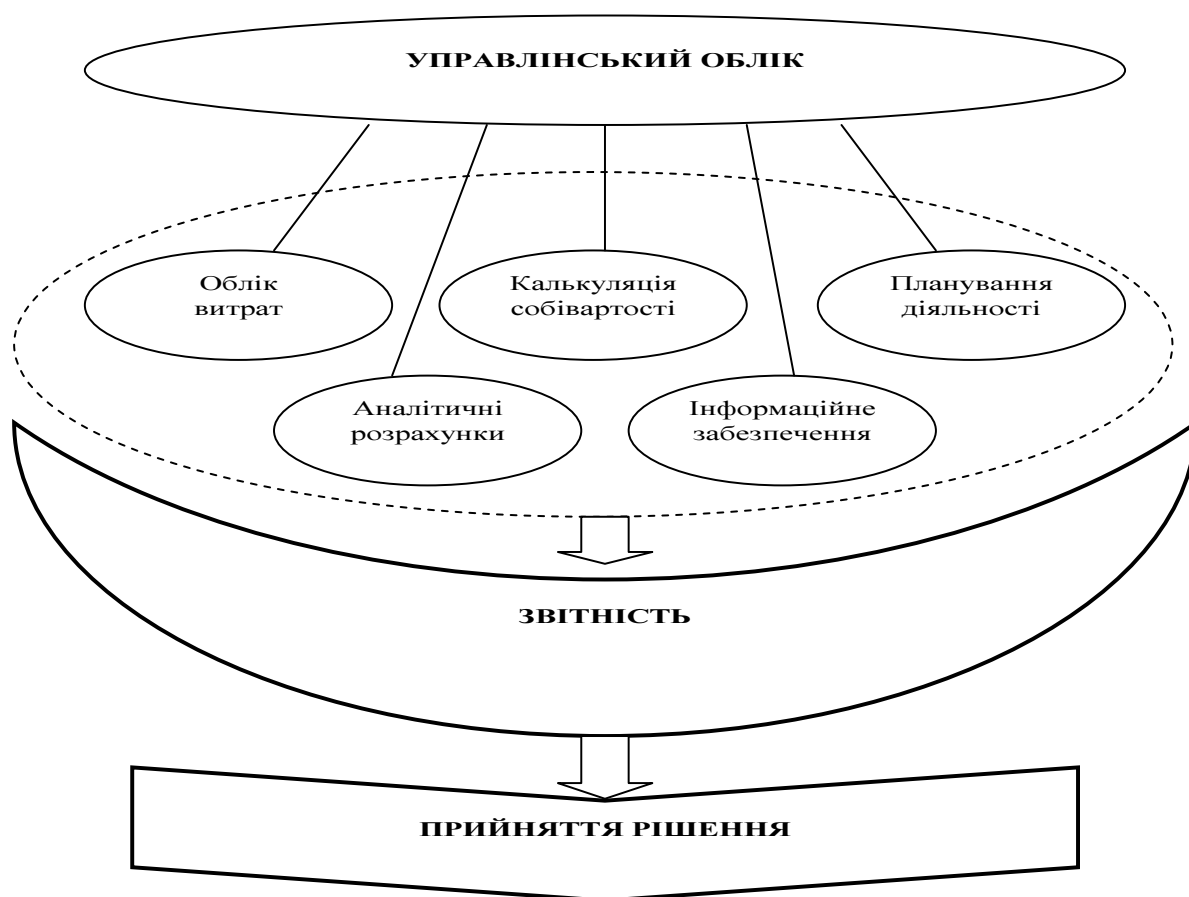 УПРАВЛІНСЬКИЙ ОБЛІК
Облік
витрат
Калькуляція
собівартості
Планування
діяльності
Аналітичні
розрахунки
Інформаційне
забезпечення
ЗВІТНІСТЬ
ПРИЙНЯТТЯ РІШЕННЯ